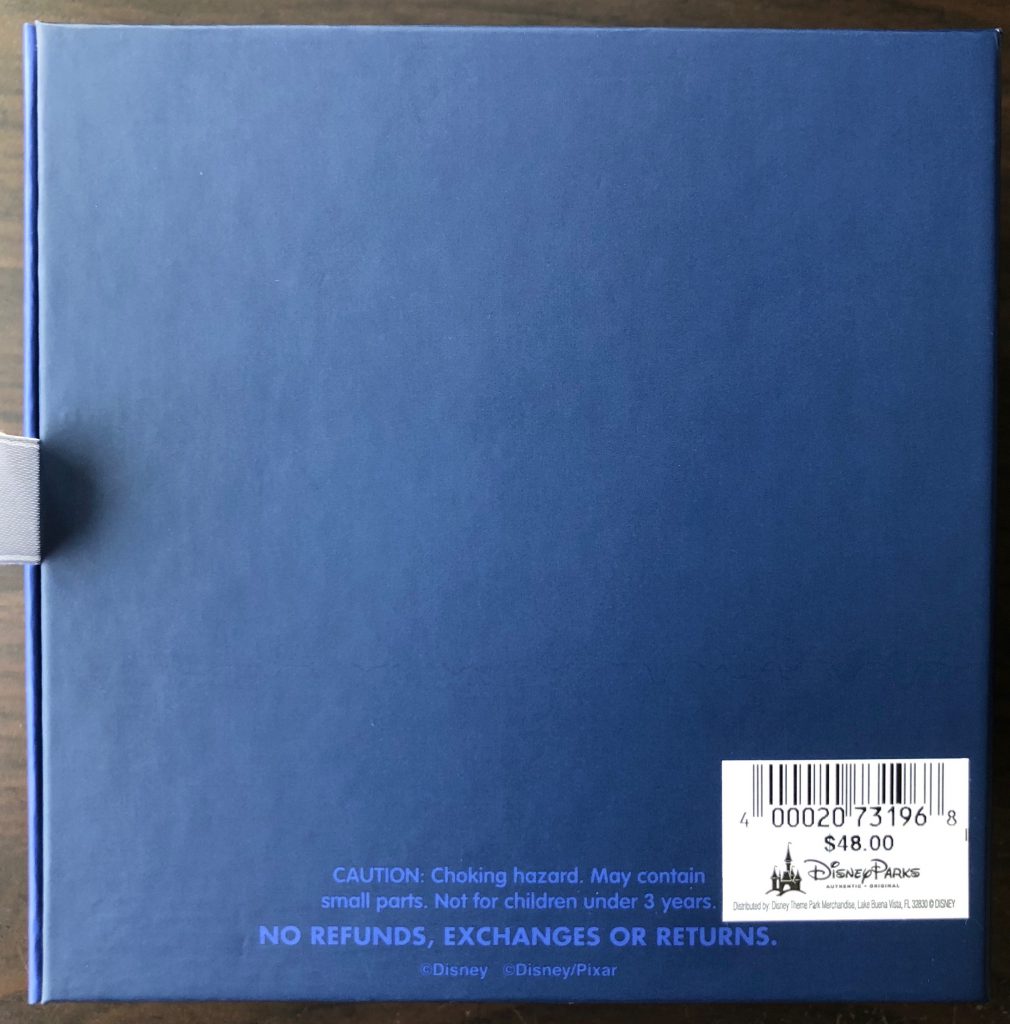 4 00020 73196 8
$48.00
Disney Parks
AUTHENTIC • ORIGINAL
Distributed by: Disney Theme Park Merchandise, Lake Buena Vista, FL 32830 © DISNEY
CAUTION: Choking hazard. May contain
small parts. Not for children under 3 years.
NO REFUNDS, EXCHANGES OR RETURNS.
©Disney ©Disney/Pixar